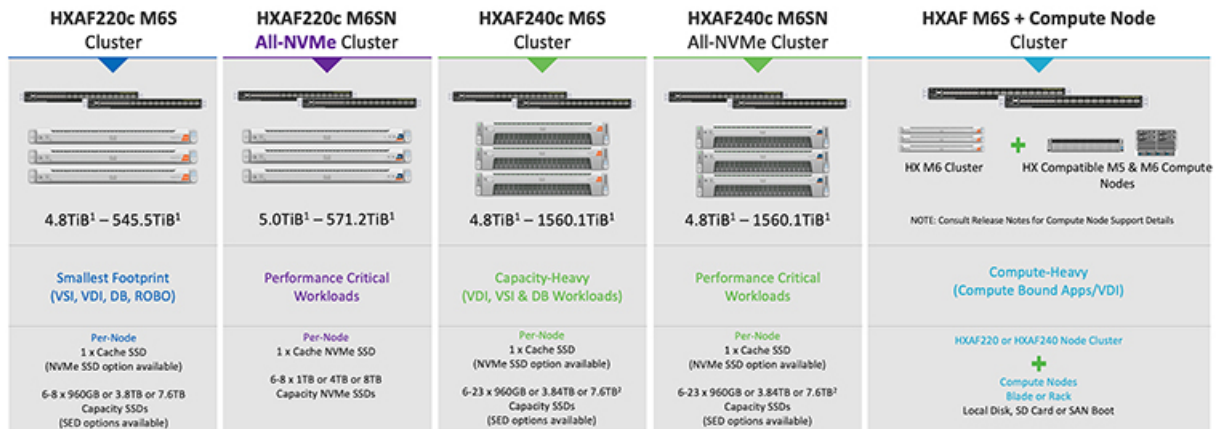 HXAF220c M6S
Cluster
4.8TiB¹ – 545.5TiB¹
Smallest Footprint
(VSI, VDI, DB, ROBO)
Per-Node
1 x Cache SSD
(NVMe SSD option available)
6-8 x 960GB or 3.8TB or 7.6TB
Capacity SSDs
(SED options available)
HXAF220c M6SN
All-NVMe Cluster
5.0TiB¹ – 571.2TiB¹
Performance Critical
Workloads
Per-Node
1 x Cache NVMe SSD
6-8 x 1TB or 4TB or 8TB
Capacity NVMe SSDs
HXAF240c M6S
Cluster
4.8TiB¹ – 1560.1TiB¹
Capacity-Heavy
(VDI, VSI & DB Workloads)
Per-Node
1 x Cache SSD
(NVMe SSD option available)
6-23 x 960GB or 3.84TB or 7.6TB²
Capacity SSDs
(SED options available)
HXAF240c M6SN
All-NVMe Cluster
4.8TiB¹ – 1560.1TiB¹
Performance Critical
Workloads
Per-Node
1 x Cache SSD
(NVMe SSD option available)
6-23 x 960GB or 3.84TB or 7.6TB²
Capacity SSDs
(SED options available)
HXAF M6S + Compute Node
Cluster
HX M6 Cluster
HX Compatible M5 & M6 Compute
Nodes
NOTE: Consult Release Notes for Compute Node Support Details
Compute-Heavy
(Compute Bound Apps/VDI)
HXAF220 or HXAF240 Node Cluster
+
Compute Nodes
Blade or Rack
Local Disk, SD Card or SAN Boot